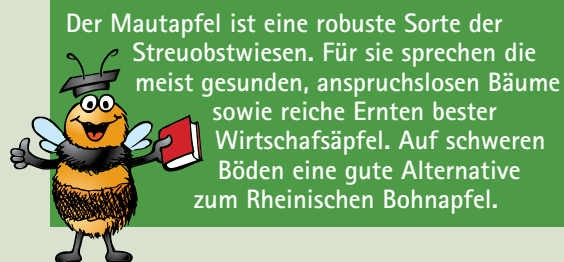 Der Mautapfel ist eine robuste Sorte der
Streuobstwiesen. Für sie sprechen die
meist gesunden, anspruchslosen Bäume
sowie reiche Ernten bester
Wirtschafsäpfel. Auf schweren
Böden eine gute Alternative
zum Rheinischen Bohnapfel.